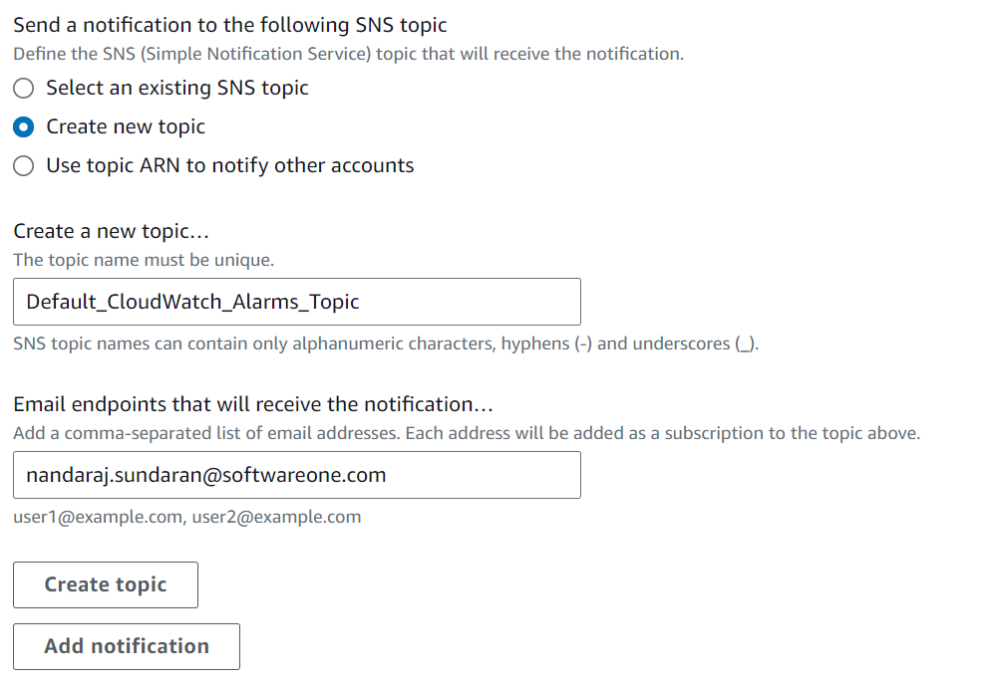 Send a notification to the following SNS topic
Define the SNS (Simple Notification Service) topic that will receive the notification.
Select an existing SNS topic
Create new topic
Use topic ARN to notify other accounts
Create a new topic…
The topic name must be unique.
Default_CloudWatch_Alarms_Topic
SNS topic names can contain only alphanumeric characters, hyphens (-) and underscores (_).
Email endpoints that will receive the notification…
Add a comma-separated list of email addresses. Each address will be added as a subscription to the topic above.
nandaraj.sundaran@softwareone.com
user1@example.com, user2@example.com
Create topic
Add notification